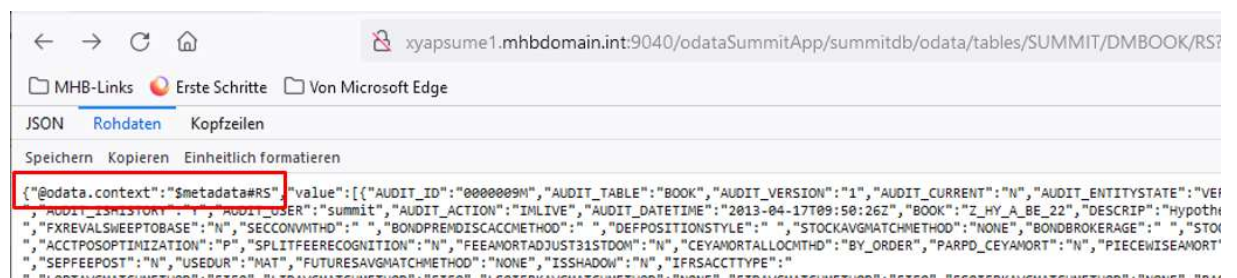 xyapsume1.mhbdomain.int:9040/odataSummitApp/summitdb/odata/tables/SUMMIT/DMBOOK/RS?
MHB-Links Erste Schritte Von Microsoft Edge
JSON Rohdaten Kopfzeilen
Speichern Kopieren Einheitlich formatieren
{"@odata.context":"$metadata#RS","value":[{"AUDIT_ID":"0000009M","AUDIT_TABLE":"BOOK","AUDIT_VERSION":"1","AUDIT_CURRENT":"N","AUDIT_ENTITYSTATE":"VER
","AUDIT_ISHISTORY":"Y","AUDIT_USER":"summit","AUDIT_ACTION":"IMLIVE","AUDIT_DATETIME":"2013-04-17T09:50:26Z","BOOK":"Z_HY_A_BE_22","DESCRIP":"Hypothe
","FXREVALSWEEPTOBASE":"N","SECCONVMTHD":" ","BONDPREMDISCACCMETHOD":" ","DEFPOSITIONSTYLE":" ","STOCKAVGMATCHMETHOD":"NONE","BONDBROKERAGE":" ","STOC
","ACCTPOSOPTIMIZATION":"P","SPLITFEERECOGNITION":"N","FEEAMORTADJUST31STDOM":"N","CEYAMORTALLOCMTHD":"BY_ORDER","PARPD_CEYAMORT":"N","PIECEWISEAMORT"
","SEPFEEPOST":"N","USEDUR":"MAT","FUTURESAVGMATCHMETHOD":"NONE","ISSHADOW":"N","IFRSACCTTYPE":"